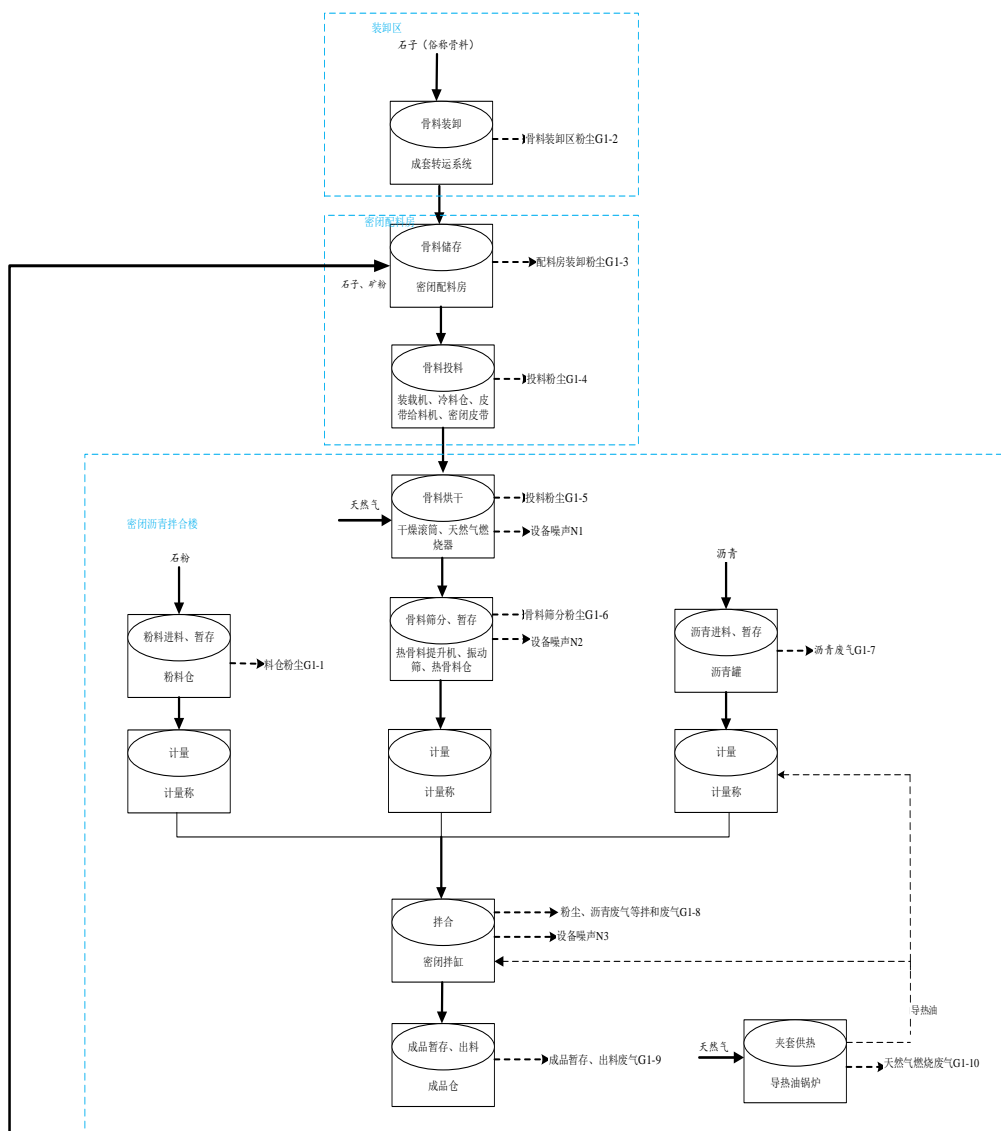 装卸区
石子（俗称骨料）
骨料装卸
骨料装卸区粉尘G1-2
成套转运系统
密闭配料房
骨料储存
配料房装卸粉尘G1-3
石子、矿粉
密闭配料房
骨料投料
投料粉尘G1-4
装载机、冷料仓、皮
带给料机、密闭皮带
密闭沥青拌合楼
天然气
骨料烘干
投料粉尘G1-5
干燥滚筒、天然气燃
烧器
设备噪声N1
石粉
沥青
粉料进料、暂存
料仓粉尘G1-1
粉料仓
骨料筛分、暂存
骨料筛分粉尘G1-6
设备噪声N2
热骨料提升机、振动
筛、热骨料仓
沥青进料、暂存
沥青废气G1-7
沥青罐
计量
计量称
计量
计量称
计量
计量称
拌合
粉尘、沥青废气等拌和废气G1-8
设备噪声N3
密闭拌缸
导热油
成品暂存、出料
成品暂存、出料废气G1-9
成品仓
天然气
夹套供热
天然气燃烧废气G1-10
导热油锅炉